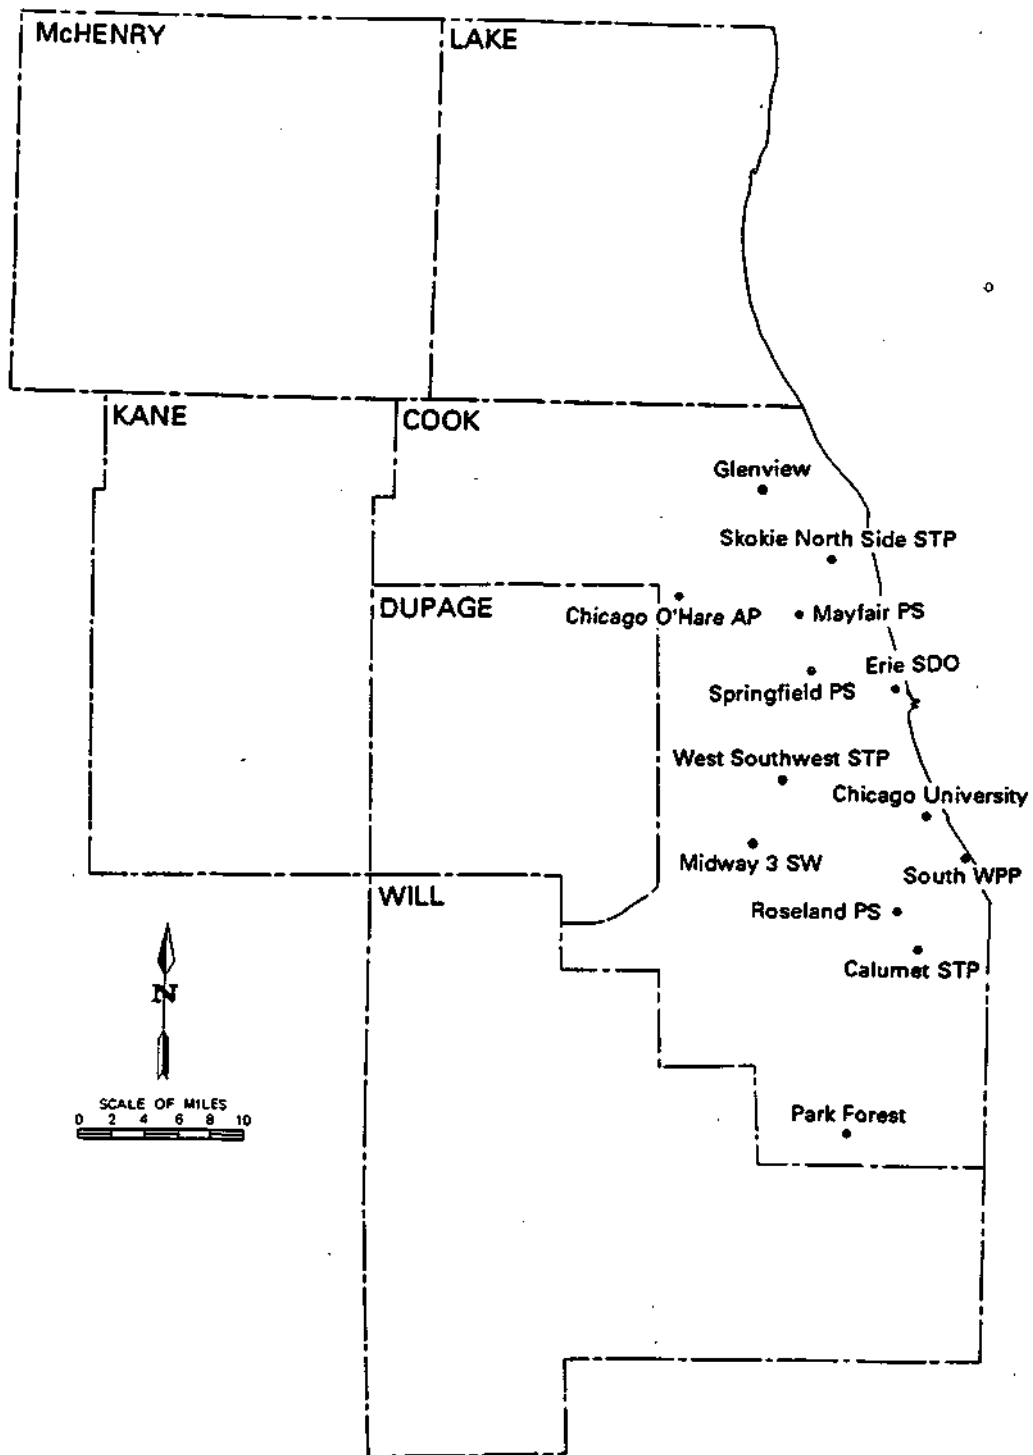 McHENRY
LAKE
KANE
COOK
Glenview
Skokie North Side STP
DUPAGE
Chicago O'Hare AP
Mayfair PS
Erie SDO
Springfield PS
West Southwest STP
Chicago University
Midway 3 SW
South WPP
WILL
Roseland PS
Calumet STP
N
SCALE OF MILES
0 2 4 6 8 10
Park Forest